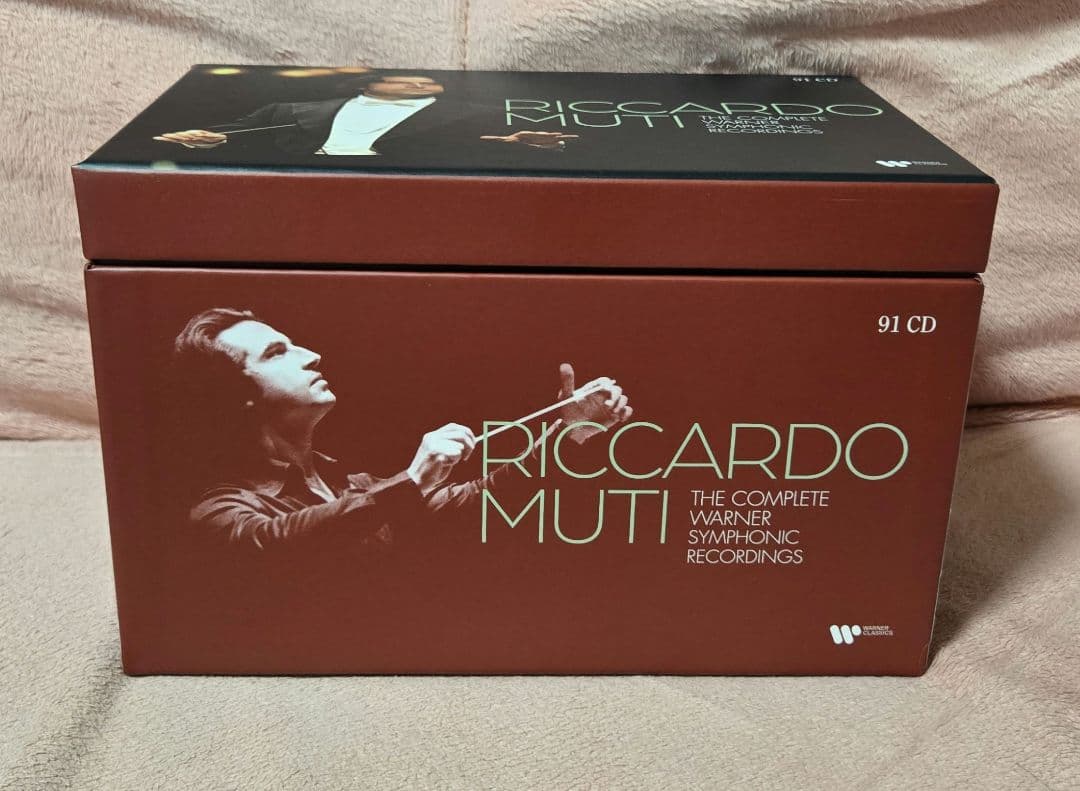 91 CD
RICCARDO
MUTI
THE COMPLETE
WARNER
SYMPHONIC
RECORDINGS
91 CD
RICCARDO
MUTI
THE COMPLETE
WARNER
SYMPHONIC
RECORDINGS
WARNER
CLASSICS